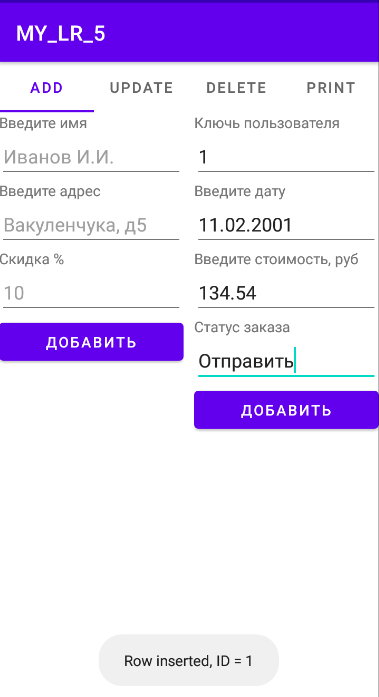 MY_LR_5
ADD UPDATE DELETE PRINT
Введите имя
Иванов И.И.
Введите адрес
Вакуленчука, д5
Скидка %
10
ДОБАВИТЬ
Ключь пользователя
1
Введите дату
11.02.2001
Введите стоимость, руб
134.54
Статус заказа
Отправить
ДОБАВИТЬ
Row inserted, ID = 1